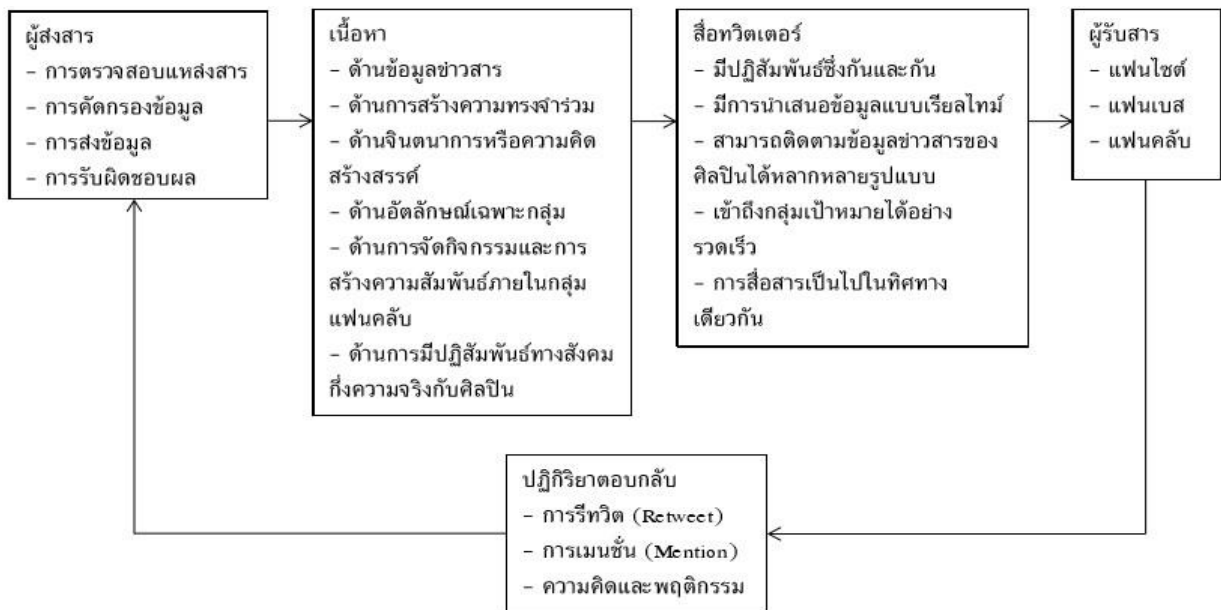 ผู้ส่งสาร
- การตรวจสอบแหล่งสาร
- การคัดกรองข้อมูล
- การส่งข้อมูล
- การรับผิดชอบผล
เนื้อหา
- ด้านข้อมูลข่าวสาร
- ด้านการสร้างความทรงจำร่วม
- ด้านจินตนาการหรือความคิด
สร้างสรรค์
- ด้านอัตลักษณ์เฉพาะกลุ่ม
- ด้านการจัดกิจกรรมและการ
สร้างความสัมพันธ์ภายในกลุ่ม
แฟนคลับ
- ด้านการมีปฏิสัมพันธ์ทางสังคม
กึ่งความจริงกับศิลปิน
สื่อทวิตเตอร์
- มีปฏิสัมพันธ์ซึ่งกันและกัน
- มีการนำเสนอข้อมูลแบบเรียลไทม์
- สามารถติดตามข้อมูลข่าวสารของ
ศิลปินได้หลากหลายรูปแบบ
- เข้าถึงกลุ่มเป้าหมายได้อย่าง
รวดเร็ว
- การสื่อสารเป็นไปในทิศทาง
เดียวกัน
ผู้รับสาร
- แฟนไซต์
- แฟนเบส
- แฟนคลับ
ปฏิกิริยาตอบกลับ
- การรีทวิต (Retweet)
- การเมนชั่น (Mention)
- ความคิดและพฤติกรรม